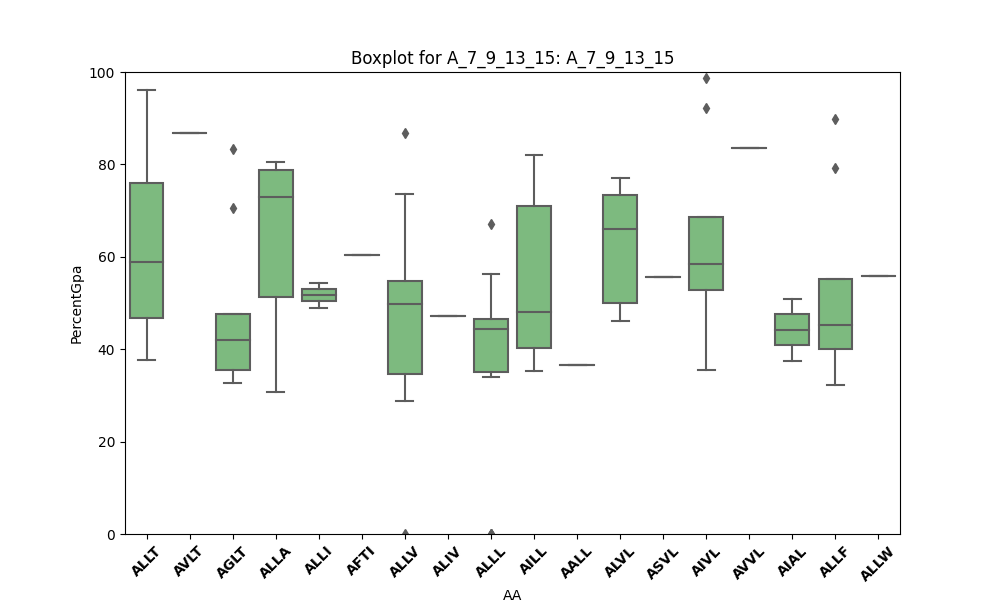 Boxplot for A_7_9_13_15: A_7_9_13_15
PercentGpa
100
80
60
40
20
0
ALLT AVLT AGLT ALLA ALLI AFTI ALLV ALIV ALLL AILL AALL ALVL ASVL AIVL AVVL AIAL ALLF ALLW
AA